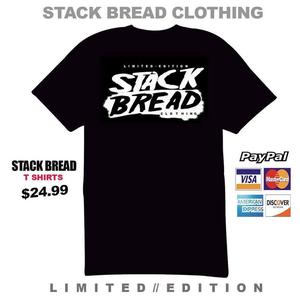 STACK BREAD CLOTHING
LIMITED-EDITION
STACK
BREAD
CLOTHING
STACK BREAD
T SHIRTS
$24.99
PayPal
VISA
MasterCard
AMERICAN
EXPRESS
DISCOVER
LIMITED//EDITION